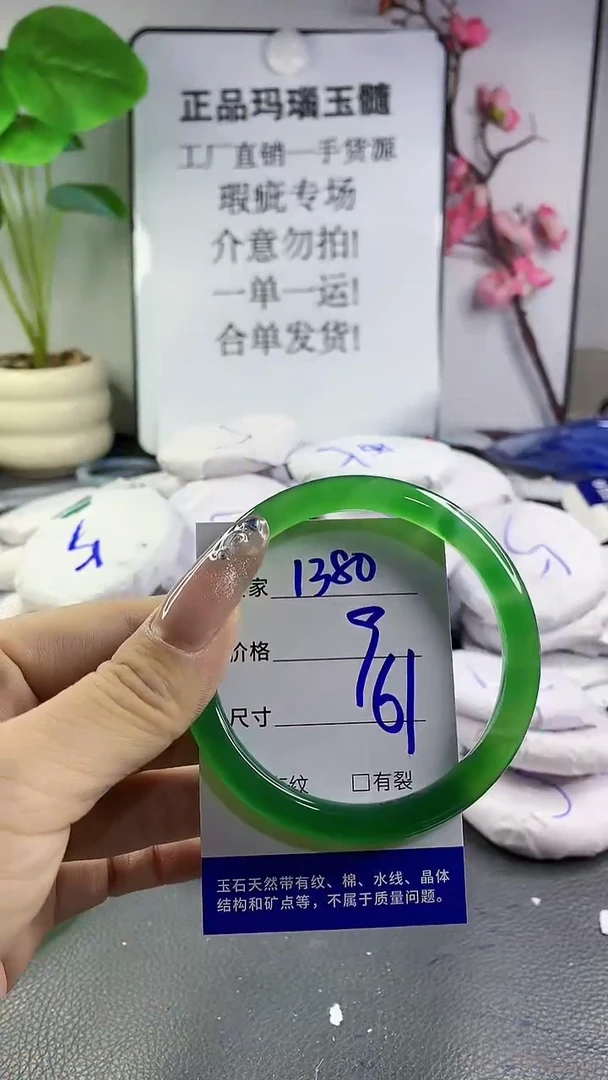 正品玛瑙玉髓
工厂直销一手货源
瑕疵专场
介意勿拍!
一单一运!
合单发货!
家 1380
价格 9
尺寸 61
纹 □有裂
玉石天然带有纹、棉、水线、晶体
结构和矿点等，不属于质量问题。